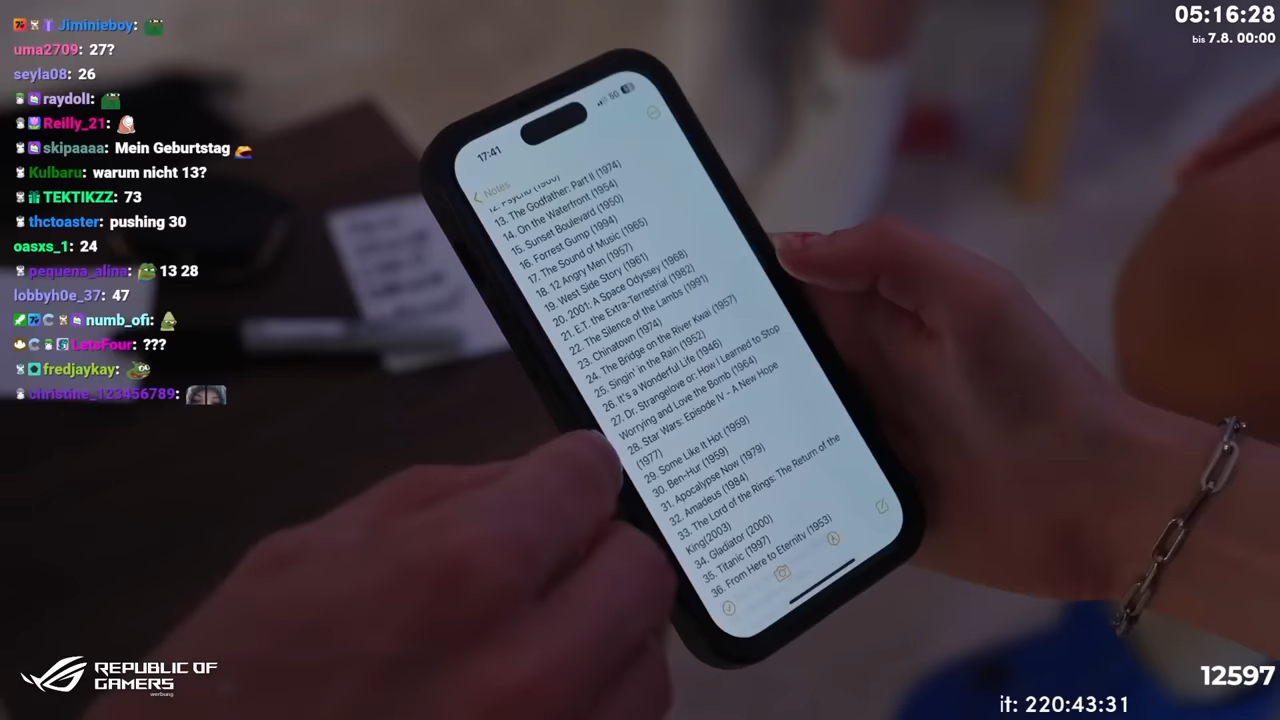 Jiminieboy:
uma2709: 27?
seyla08: 26
raydoll:
Reilly_21:
skipaaaa: Mein Geburtstag
Kulbaru: warum nicht 13?
TEKTIKZZ: 73
thctoaster: pushing 30
oasxs_1: 24
pequena_alina: 13 28
lobbyh0e_37: 47
numb_ofi:
LetsFour: ???
fredjaykay:
christine_123456789:
05:16:28
bis 7.8. 00:00
17:41
5G
Notes
12. Psycho (1960)
13. The Godfather: Part II (1974)
14. On the Waterfront (1954)
15. Sunset Boulevard (1950)
16. Forrest Gump (1994)
17. The Sound of Music (1965)
18. 12 Angry Men (1957)
19. West Side Story (1961)
20. 2001: A Space Odyssey (1968)
21. E.T. the Extra-Terrestrial (1982)
22. The Silence of the Lambs (1991)
23. Chinatown (1974)
24. The Bridge on the River Kwai (1957)
25. Singin' in the Rain (1952)
26. It's a Wonderful Life (1946)
27. Dr. Strangelove or: How I Learned to Stop
Worrying and Love the Bomb (1964)
28. Star Wars: Episode IV - A New Hope
(1977)
29. Some Like It Hot (1959)
30. Ben-Hur (1959)
31. Apocalypse Now (1979)
32. Amadeus (1984)
33. The Lord of the Rings: The Return of the
King(2003)
34. Gladiator (2000)
35. Titanic (1997)
36. From Here to Eternity (1953)
REPUBLIC OF
GAMERS
werbung
12597
it: 220:43:31